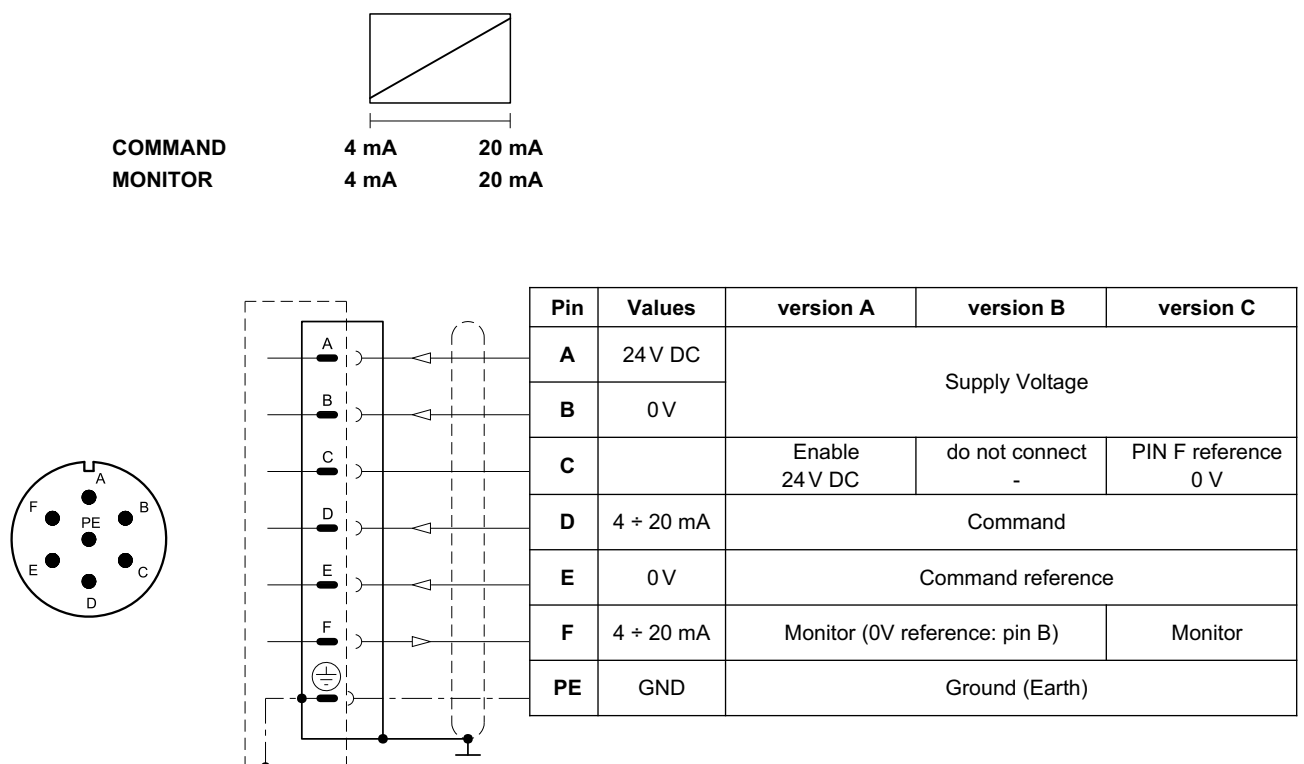 COMMAND 4 mA 20 mA
MONITOR 4 mA 20 mA
Pin Values version A version B version C
A 24 V DC
Supply Voltage
B 0 V
C Enable do not connect PIN F reference
24 V DC - 0 V
D 4 ÷ 20 mA Command
E 0 V Command reference
F 4 ÷ 20 mA Monitor (0V reference: pin B) Monitor
PE GND Ground (Earth)
A
B
C
D
E
F
A
F B
PE
E C
D